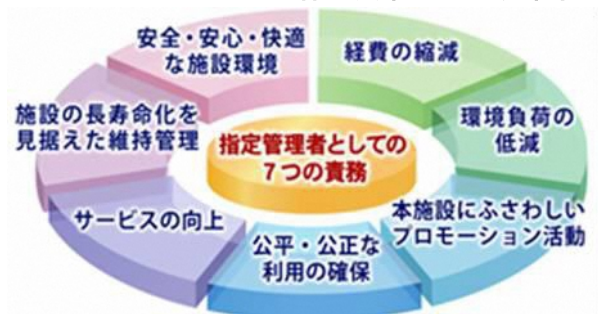 指定管理者としての
7つの責務
経費の縮減
環境負荷の
低減
本施設にふさわしい
プロモーション活動
公平・公正な
利用の確保
サービスの向上
施設の長寿命化を
見据えた維持管理
安全・安心・快適
な施設環境